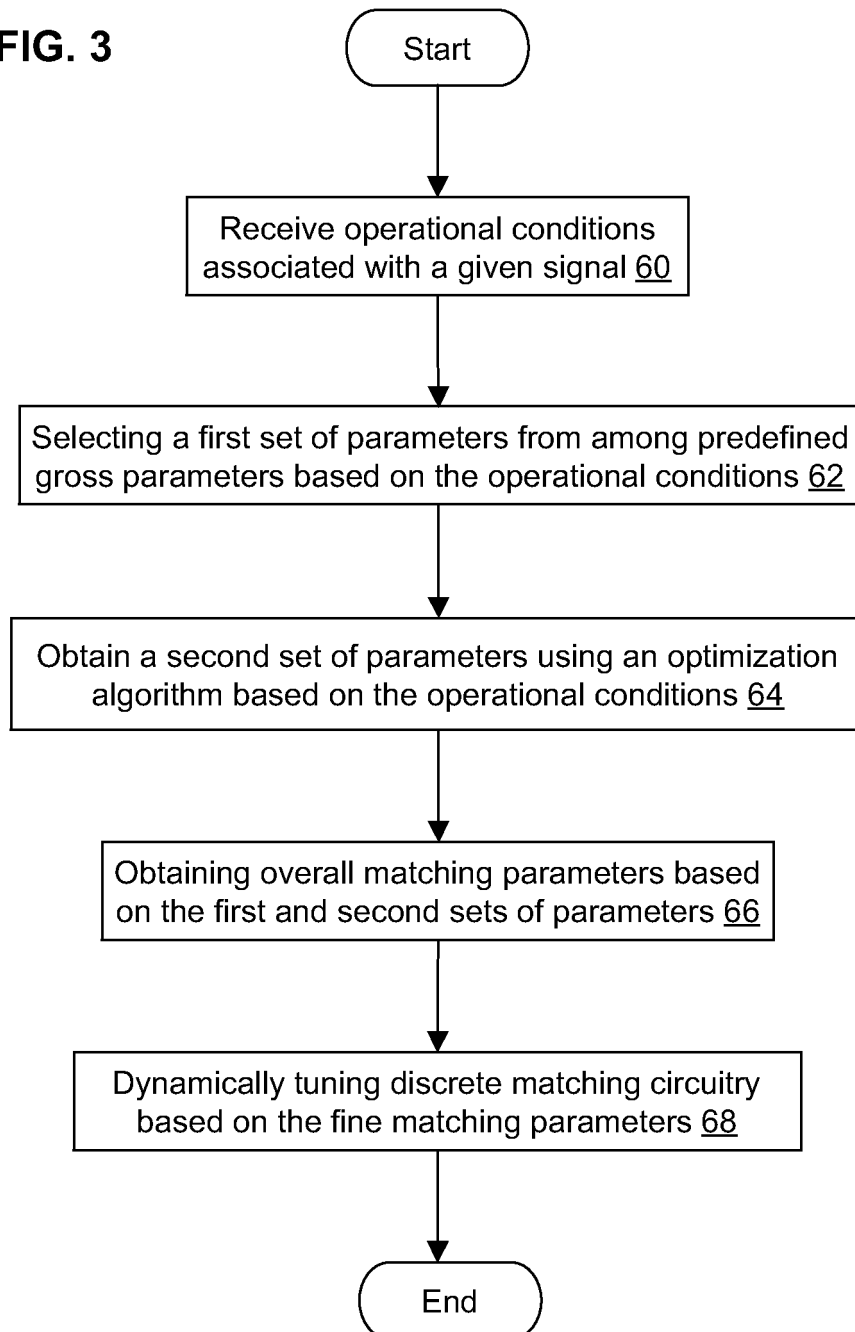 FIG. 3
Start
Receive operational conditions
associated with a given signal 60
Selecting a first set of parameters from among predefined
gross parameters based on the operational conditions 62
Obtain a second set of parameters using an optimization
algorithm based on the operational conditions 64
Obtaining overall matching parameters based
on the first and second sets of parameters 66
Dynamically tuning discrete matching circuitry
based on the fine matching parameters 68
End